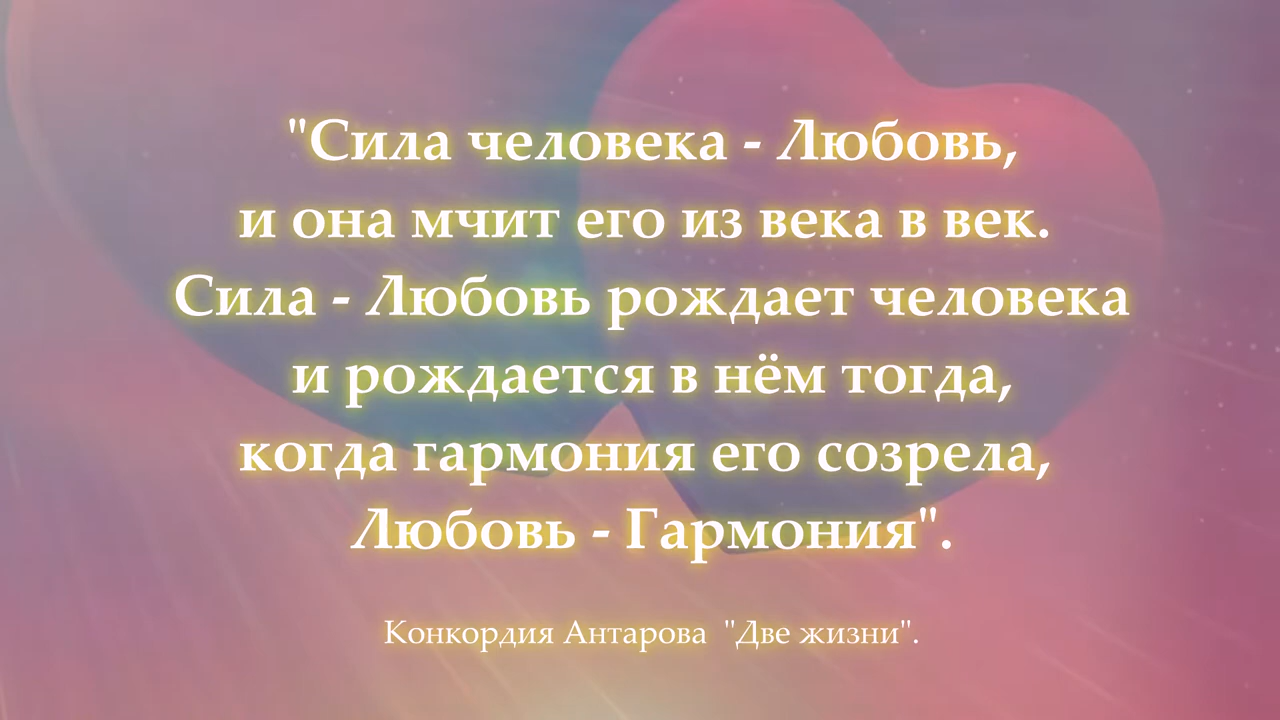 "Сила человека - Любовь,
и она мчит его из века в век.
Сила - Любовь рождает человека
и рождается в нём тогда,
когда гармония его созрела,
Любовь - Гармония".
Конкордия Антарова "Две жизни".